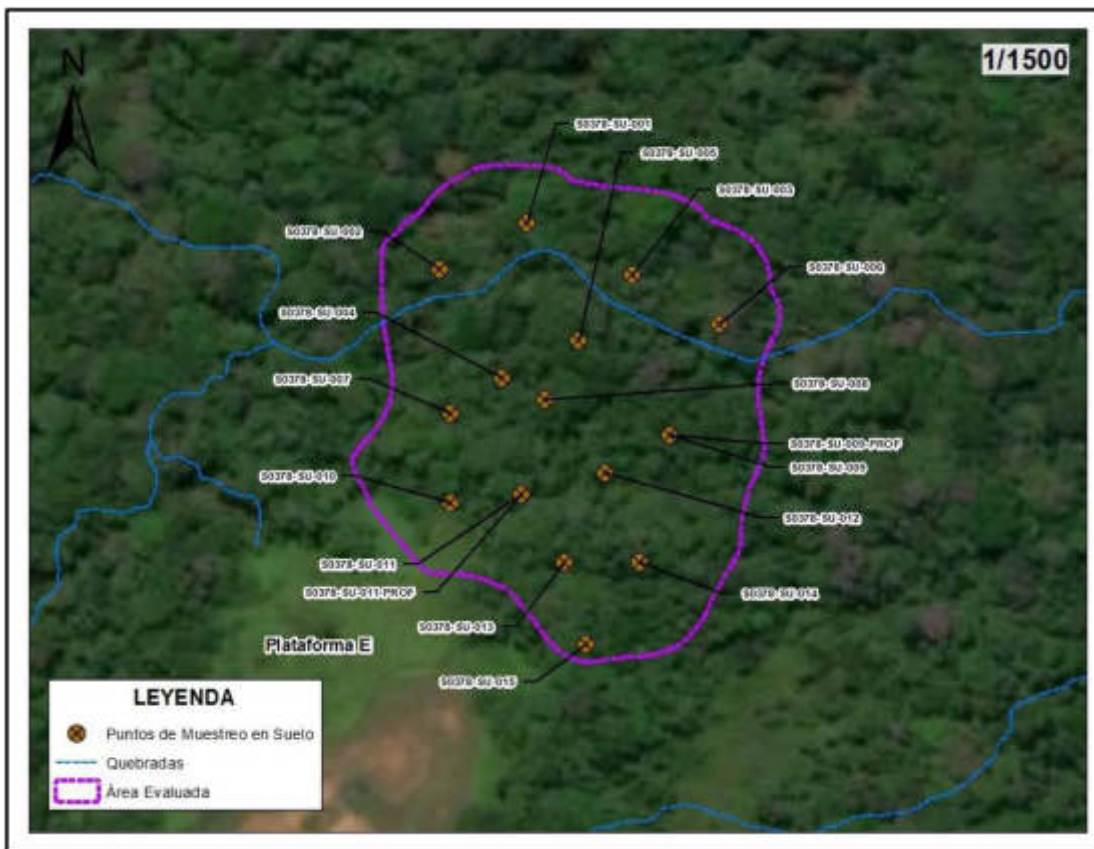 N
1/1500
S0378-SU-001
S0378-SU-005
S0378-SU-003
S0378-SU-002
S0378-SU-006
S0378-SU-004
S0378-SU-007
S0378-SU-008
S0378-SU-009-PROF
S0378-SU-009
S0378-SU-010
S0378-SU-012
S0378-SU-011
S0378-SU-011-PROF
S0378-SU-014
S0378-SU-013
Plataforma E
S0378-SU-015
LEYENDA
Puntos de Muestreo en Suelo
Quebradas
Área Evaluada